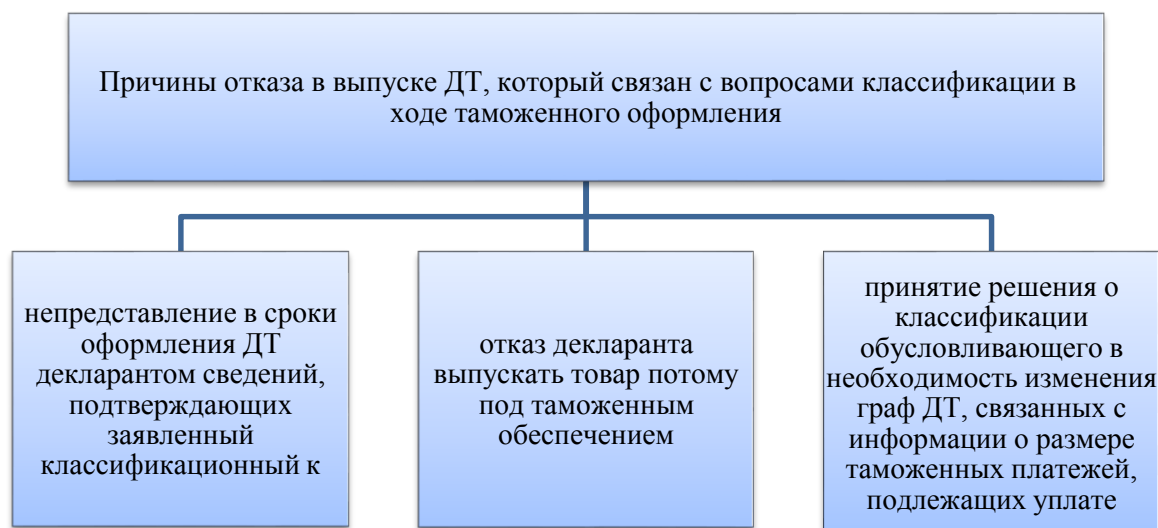 Причины отказа в выпуске ДТ, который связан с вопросами классификации в
ходе таможенного оформления
непредставление в сроки
оформления ДТ
декларантом сведений,
подтверждающих
заявленный
классификационный к
отказ декларанта
выпускать товар потому
под таможенным
обеспечением
принятие решения о
классификации
обусловливающего в
необходимость изменения
граф ДТ, связанных с
информации о размере
таможенных платежей,
подлежащих уплате